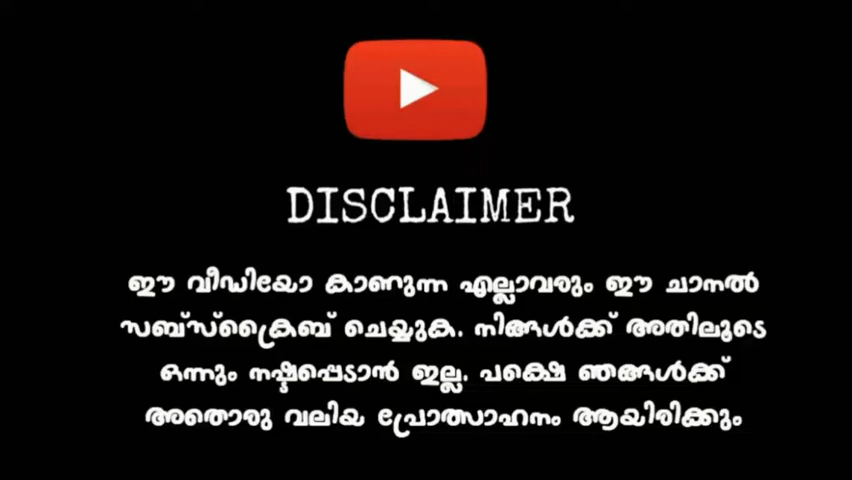 DISCLAIMER
ഈ വീഡിയോ കാണുന്ന എല്ലാവരും ഈ ചാനൽ
സബ്സ്ക്രൈബ് ചെയ്യുക. നിങ്ങൾക്ക് അതിലൂടെ
ഒന്നും നഷ്ടപ്പെടാൻ ഇല്ല. പക്ഷെ ഞങ്ങൾക്ക്
അതൊരു വലിയ പ്രോത്സാഹനം ആയിരിക്കും